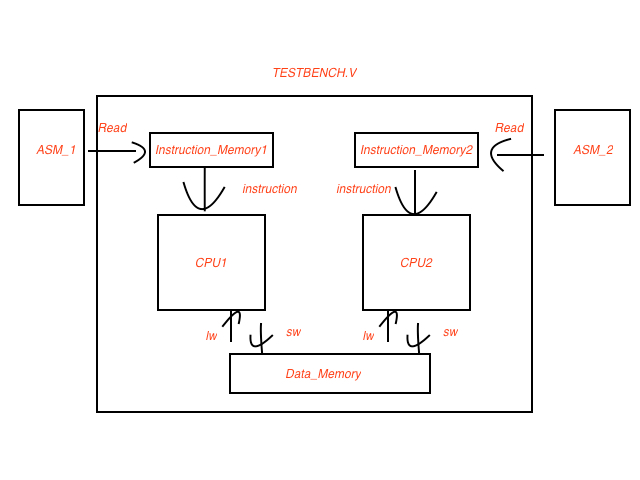 TESTBENCH.V
Read
Read
ASM_1
Instruction_Memory1
Instruction_Memory2
ASM_2
instruction
instruction
CPU1
CPU2
lw
sw
lw
sw
Data_Memory